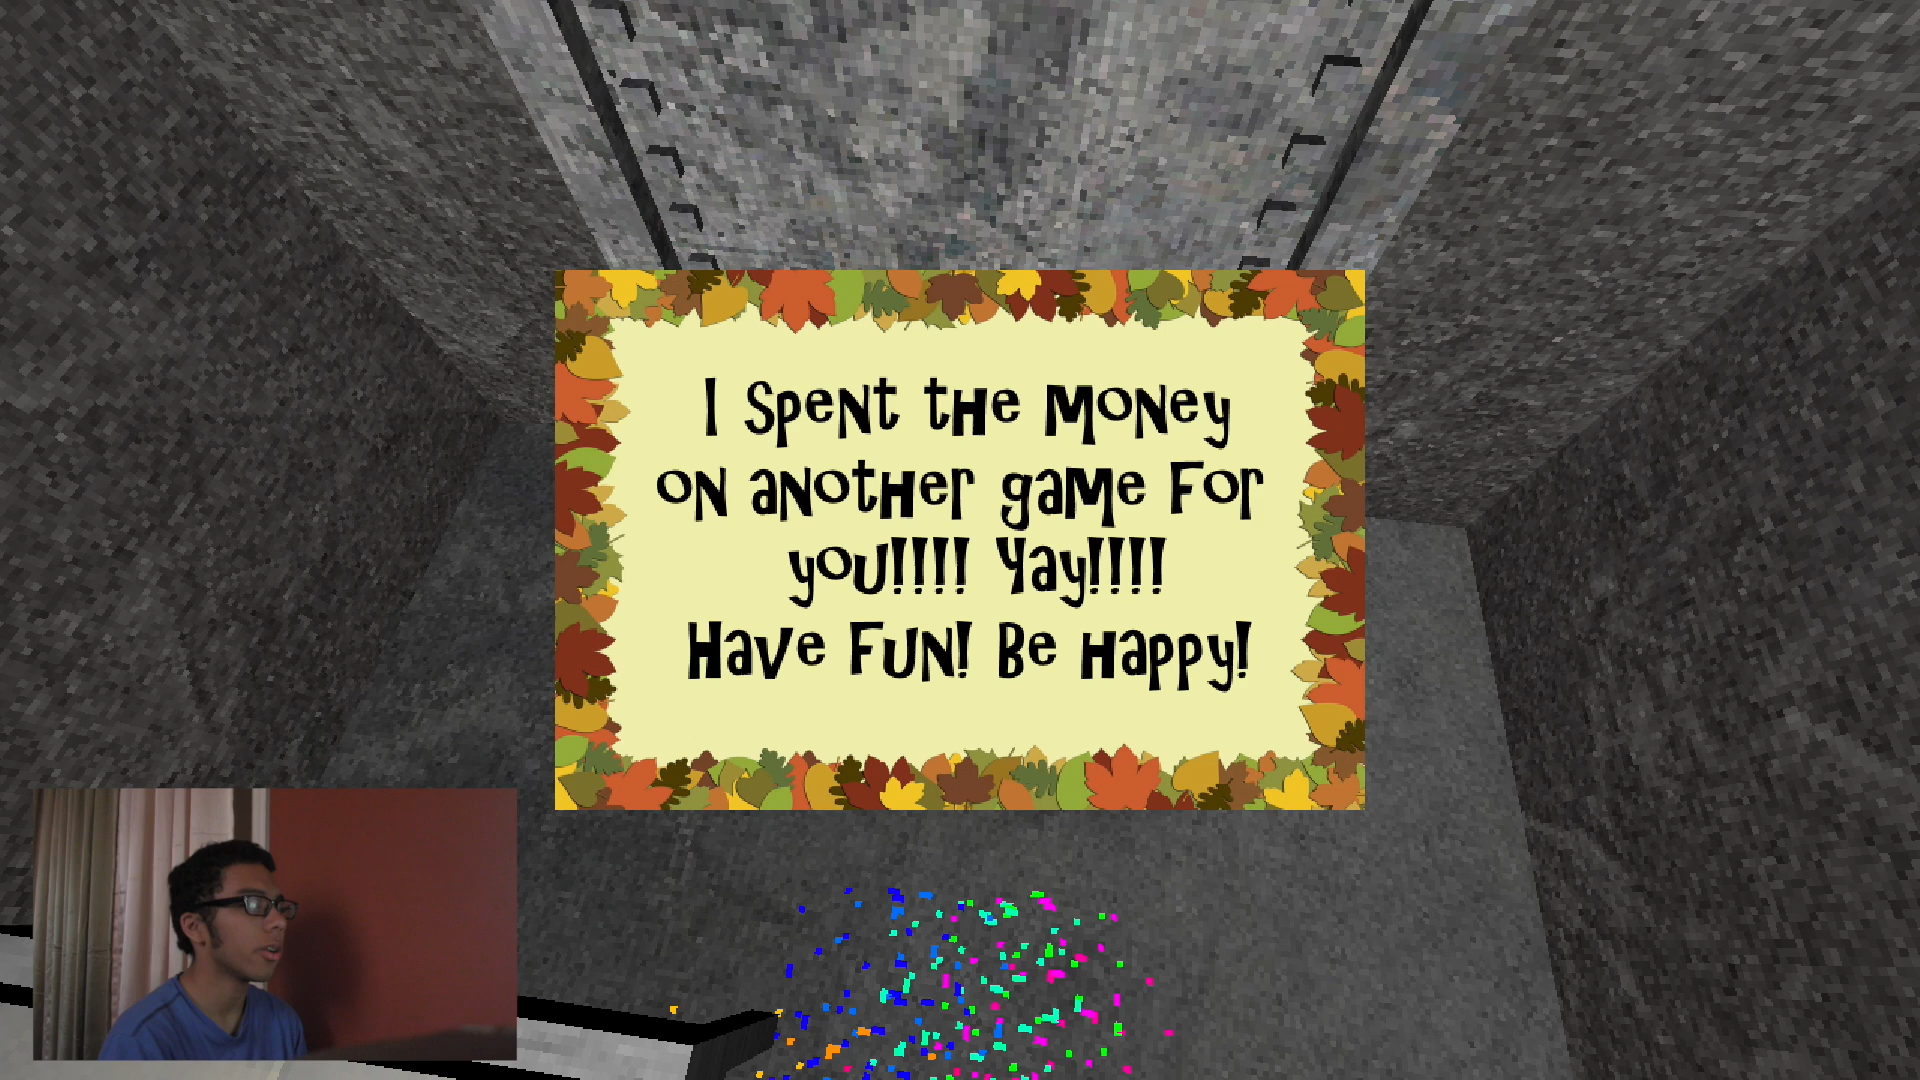 I Spent the Money
on another game For
you!!!! Yay!!!!
Have Fun! Be Happy!